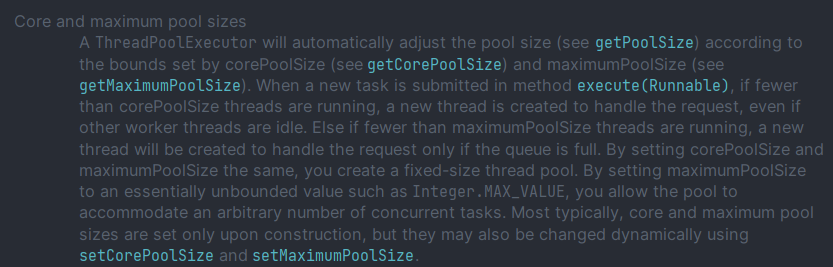 Core and maximum pool sizes
A ThreadPoolExecutor will automatically adjust the pool size (see getPoolSize) according to
the bounds set by corePoolSize (see getCorePoolSize) and maximumPoolSize (see
getMaximumPoolSize). When a new task is submitted in method execute(Runnable), if fewer
than corePoolSize threads are running, a new thread is created to handle the request, even if
other worker threads are idle. Else if fewer than maximumPoolSize threads are running, a new
thread will be created to handle the request only if the queue is full. By setting corePoolSize and
maximumPoolSize the same, you create a fixed-size thread pool. By setting maximumPoolSize
to an essentially unbounded value such as Integer.MAX_VALUE, you allow the pool to
accommodate an arbitrary number of concurrent tasks. Most typically, core and maximum pool
sizes are set only upon construction, but they may also be changed dynamically using
setCorePoolSize and setMaximumPoolSize.